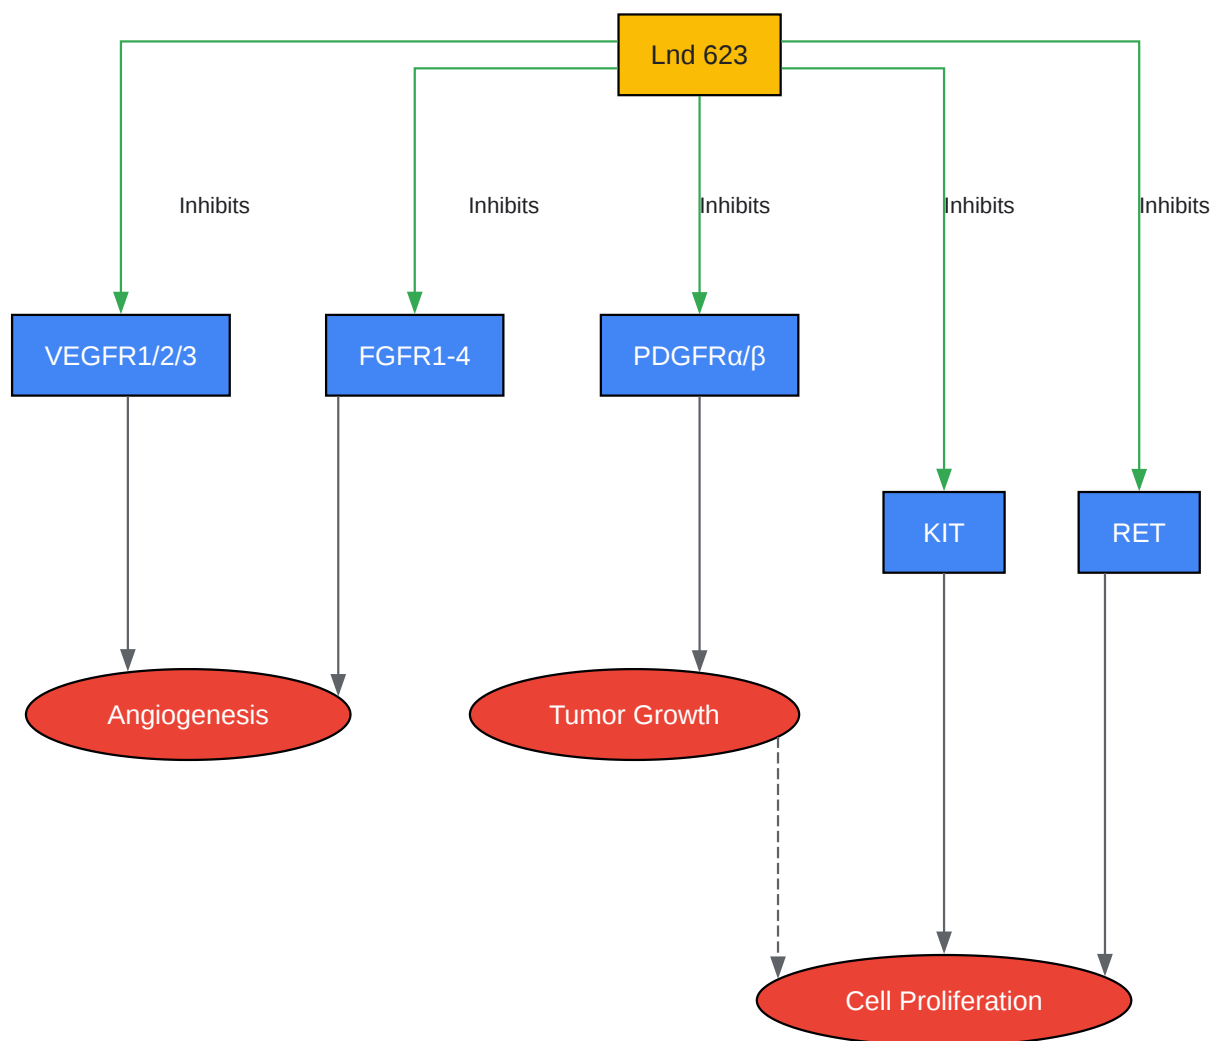 Lnd 623
Inhibits
Inhibits
Inhibits
Inhibits
Inhibits
VEGFR1/2/3
FGFR1-4
PDGFRα/β
KIT
RET
Angiogenesis
Tumor Growth
Cell Proliferation